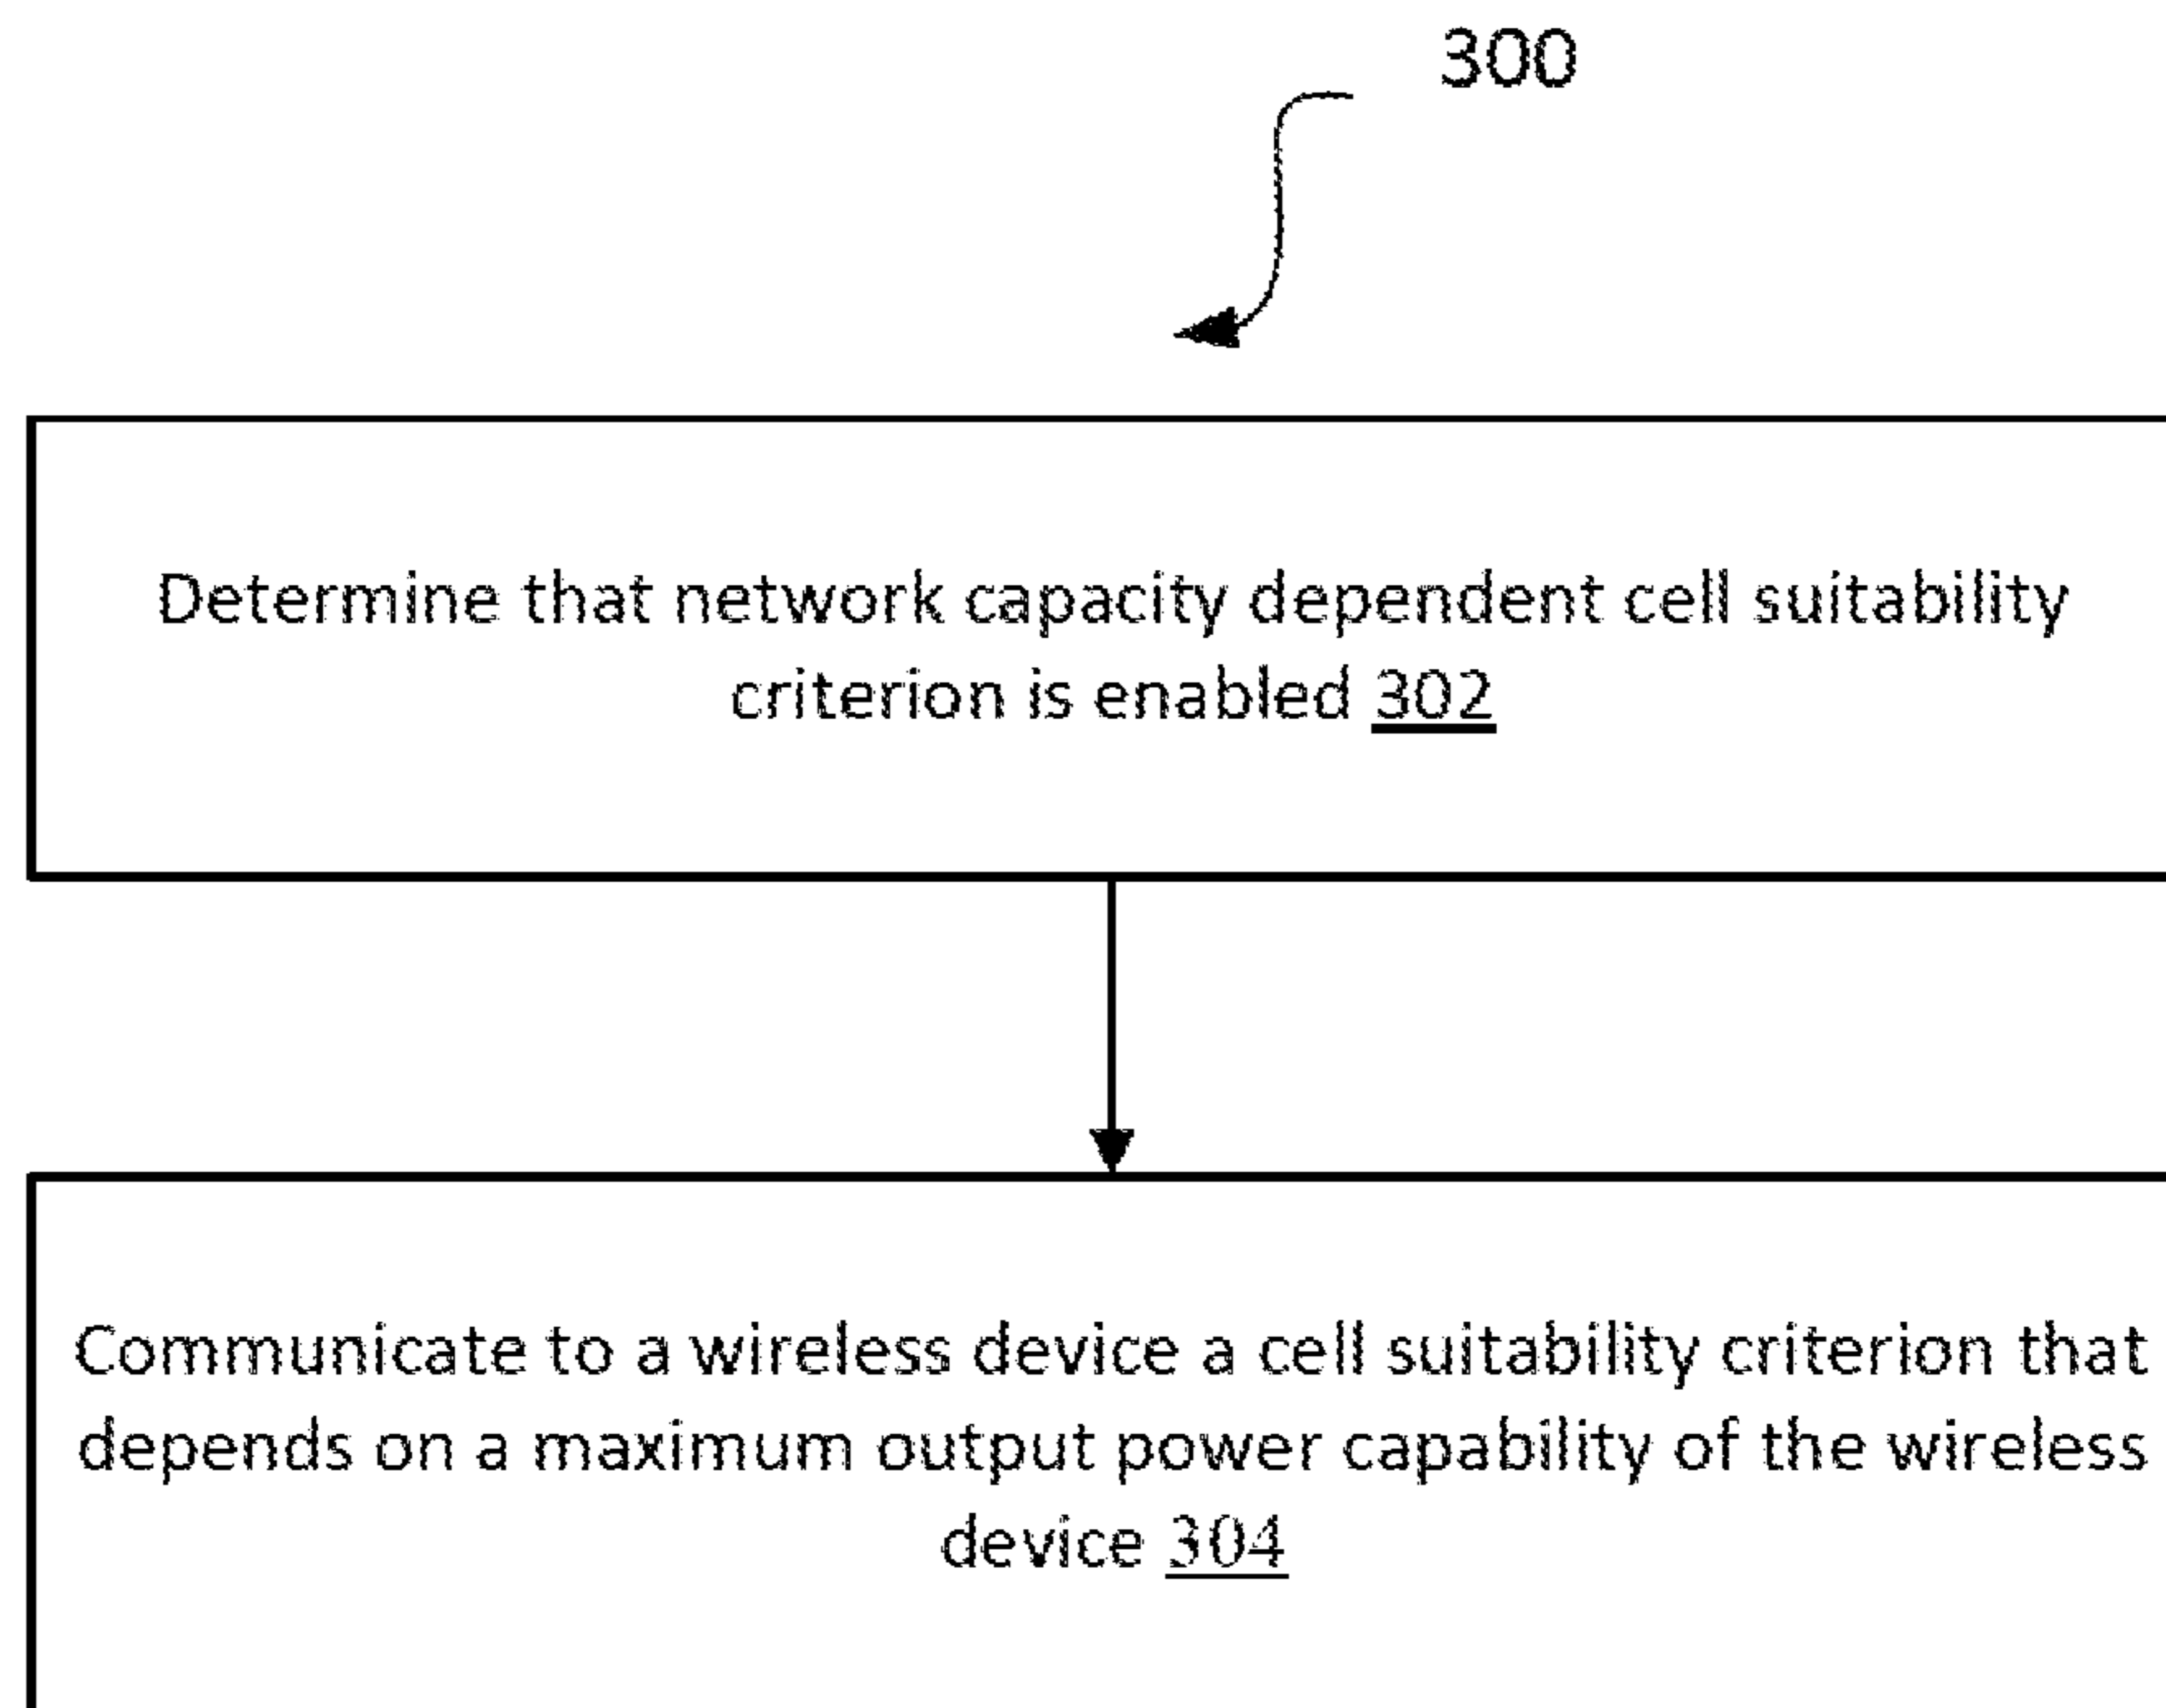 300
Determine that network capacity dependent cell suitability
criterion is enabled 302
Communicate to a wireless device a cell suitability criterion that
depends on a maximum output power capability of the wireless
device 304